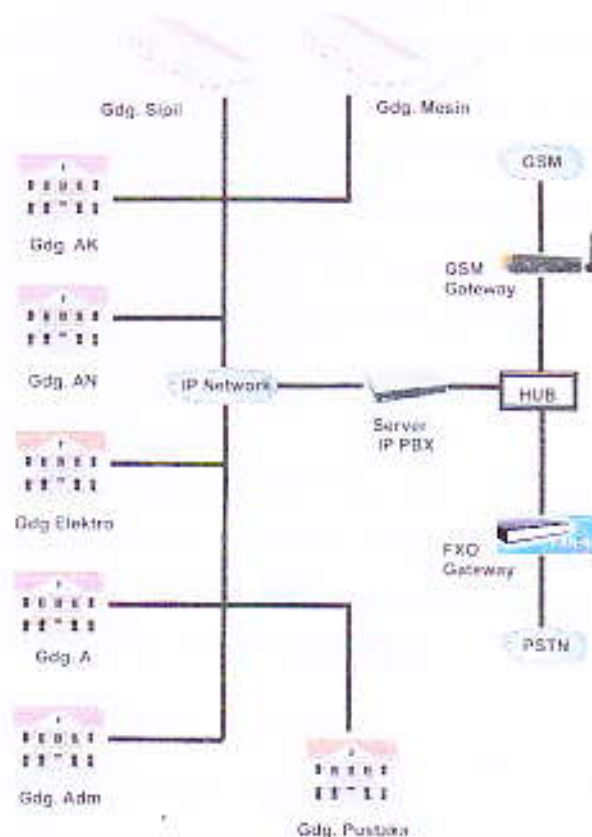 Gdg. Sipil
Gdg. Mesin
GSM
Gdg. AK
GSM
Gateway
Gdg. AN
IP Network
HUB
Server
IP PBX
Gdg Elektro
FXO
Gateway
Gdg. A
PSTN
Gdg. Adm
Gdg. Pustaka